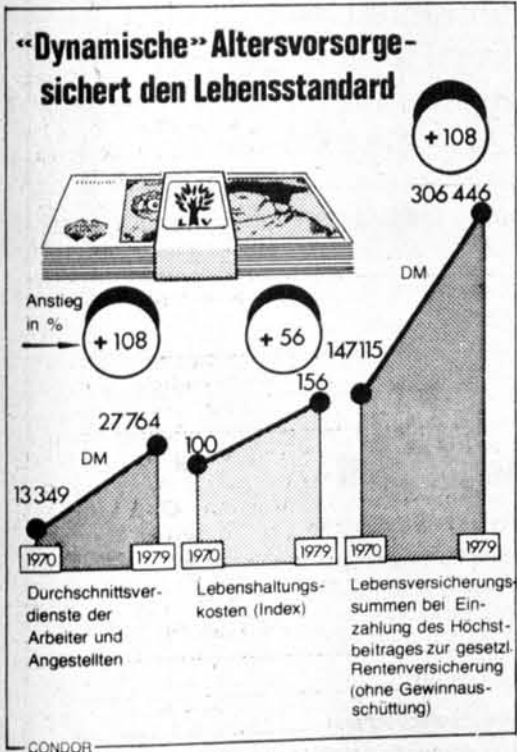 «Dynamische» Altersvorsorge-
sichert den Lebensstandard
+ 108
306 446
L V
DM
Anstieg
in %
+ 108
+ 56
147 115
156
27 764
100
DM
13 349
1970
1979
1970
1979
1970
1979
Durchschnittsver-
dienste der
Arbeiter und
Angestellten
Lebenshaltungs-
kosten (Index)
Lebensversicherungs-
summen bei Ein-
zahlung des Höchst-
beitrages zur gesetzl.
Rentenversicherung
(ohne Gewinnaus-
schüttung)
CONDOR